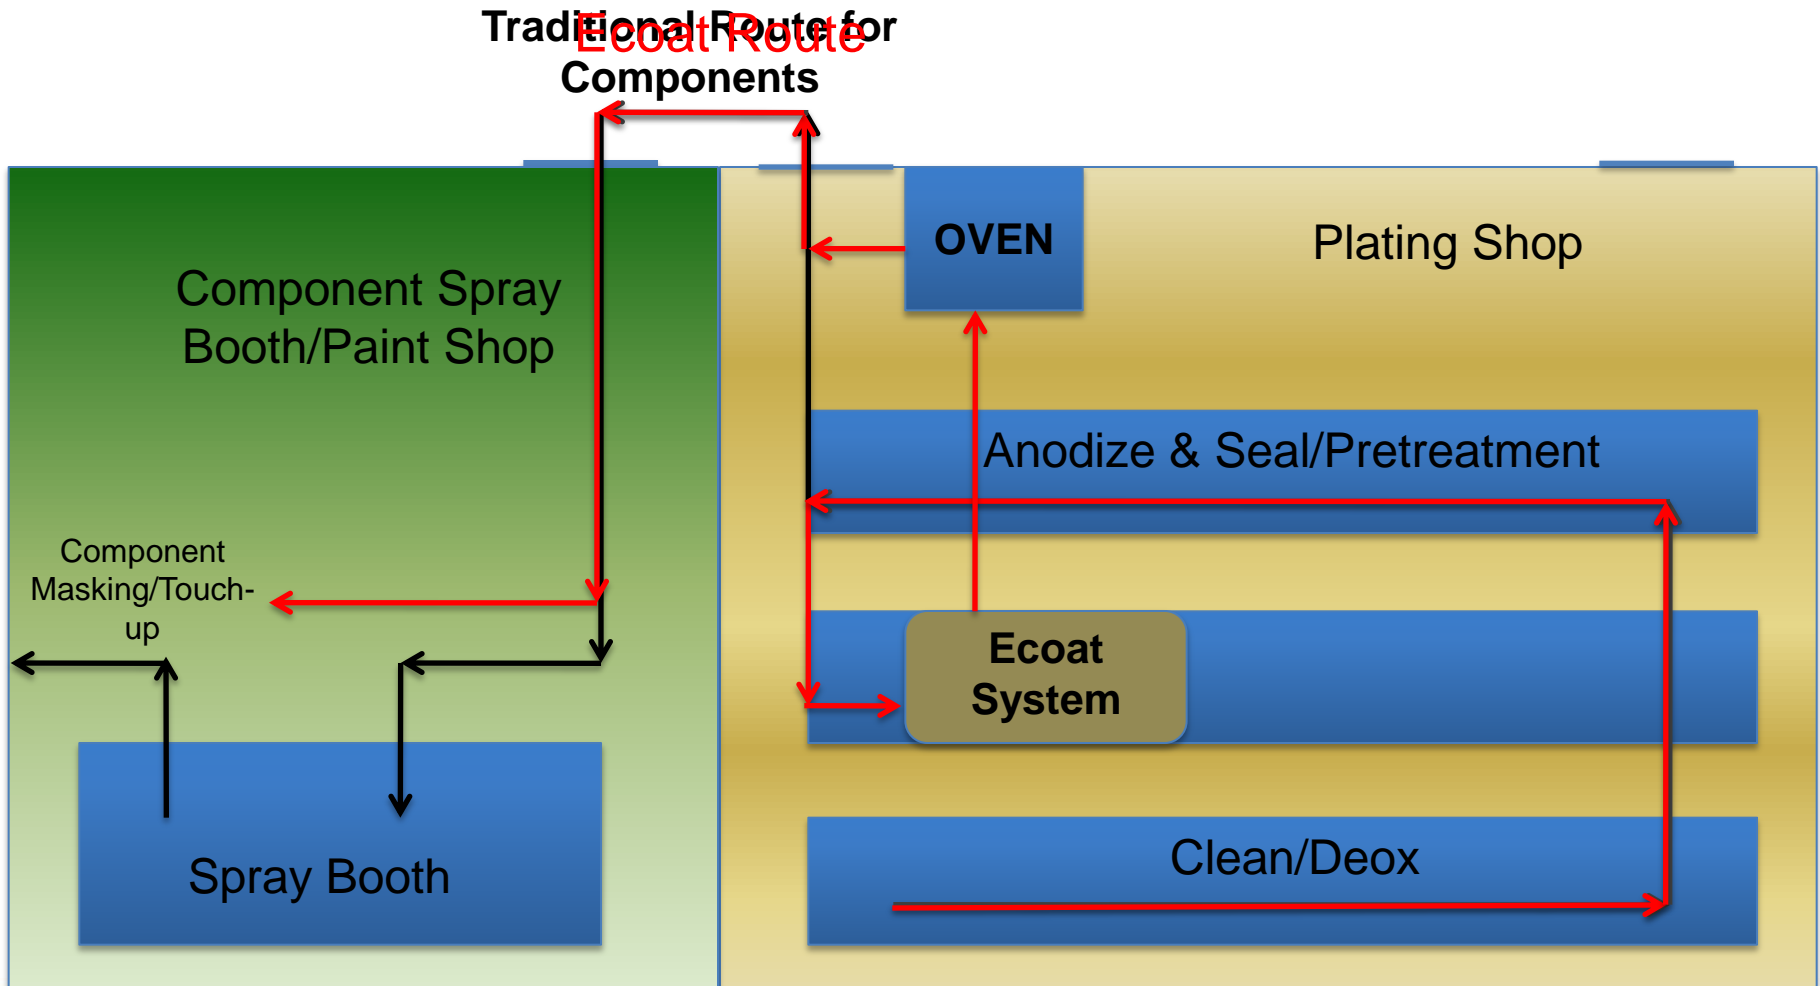 Traditional Route for
Components
Ecoat Route
OVEN
Plating Shop
Component Spray
Booth/Paint Shop
Anodize & Seal/Pretreatment
Component
Masking/Touch-
up
Ecoat
System
Clean/Deox
Spray Booth